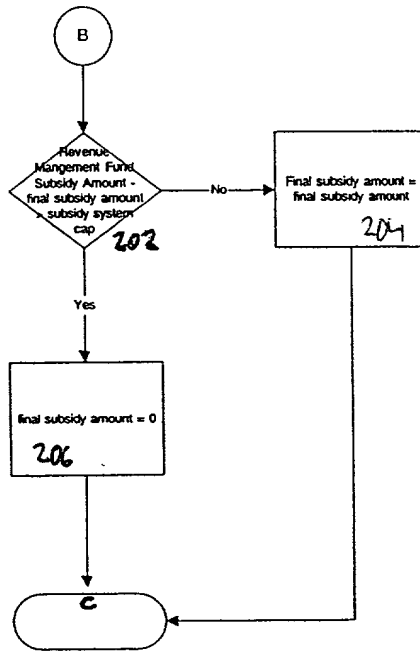 B
Revenue
Mangement Fund
Subsidy Amount -
final subsidy amount
> subsidy system
cap
202
No
Final subsidy amount =
final subsidy amount
204
Yes
final subsidy amount = 0
206
C